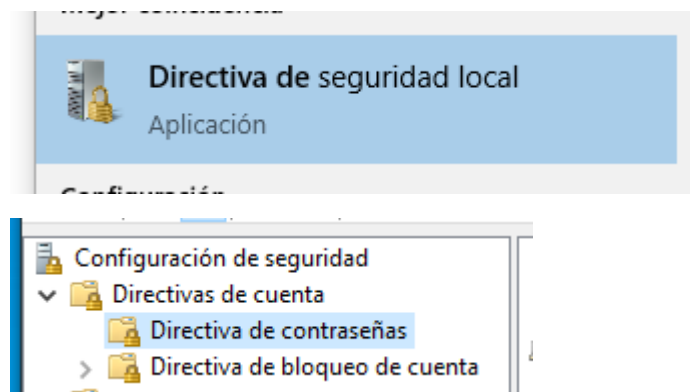 Directiva de seguridad local
Aplicación
Configuración
Configuración de seguridad
Directivas de cuenta
Directiva de contraseñas
Directiva de bloqueo de cuenta